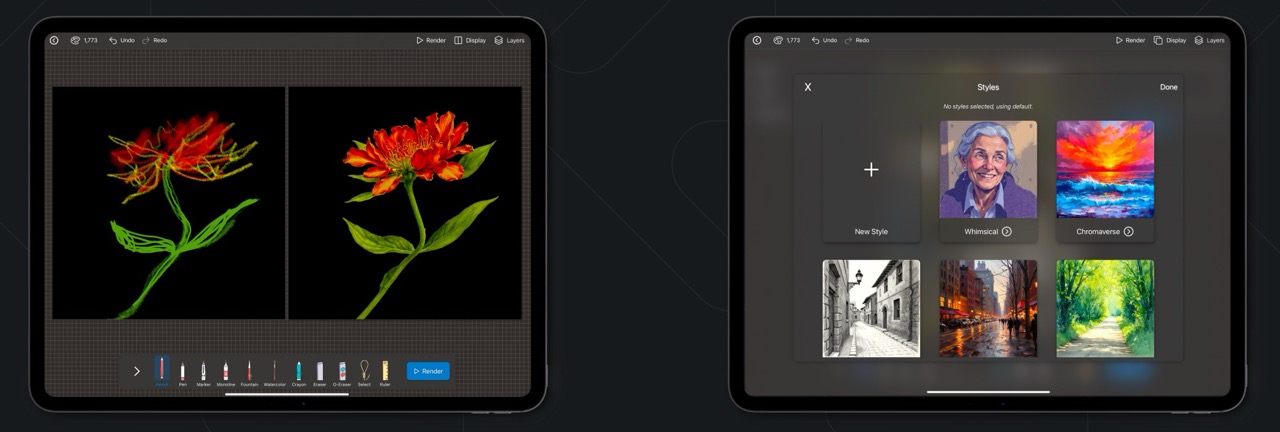 1,773 Undo Redo Render Display Layers
Pencil Pen Marker Monoline Fountain Watercolor Crayon Eraser O-Eraser Select Ruler Render
1,773 Undo Redo Render Display Layers
X Styles Done
No styles selected, using default.
New Style Whimsical Chromaverse